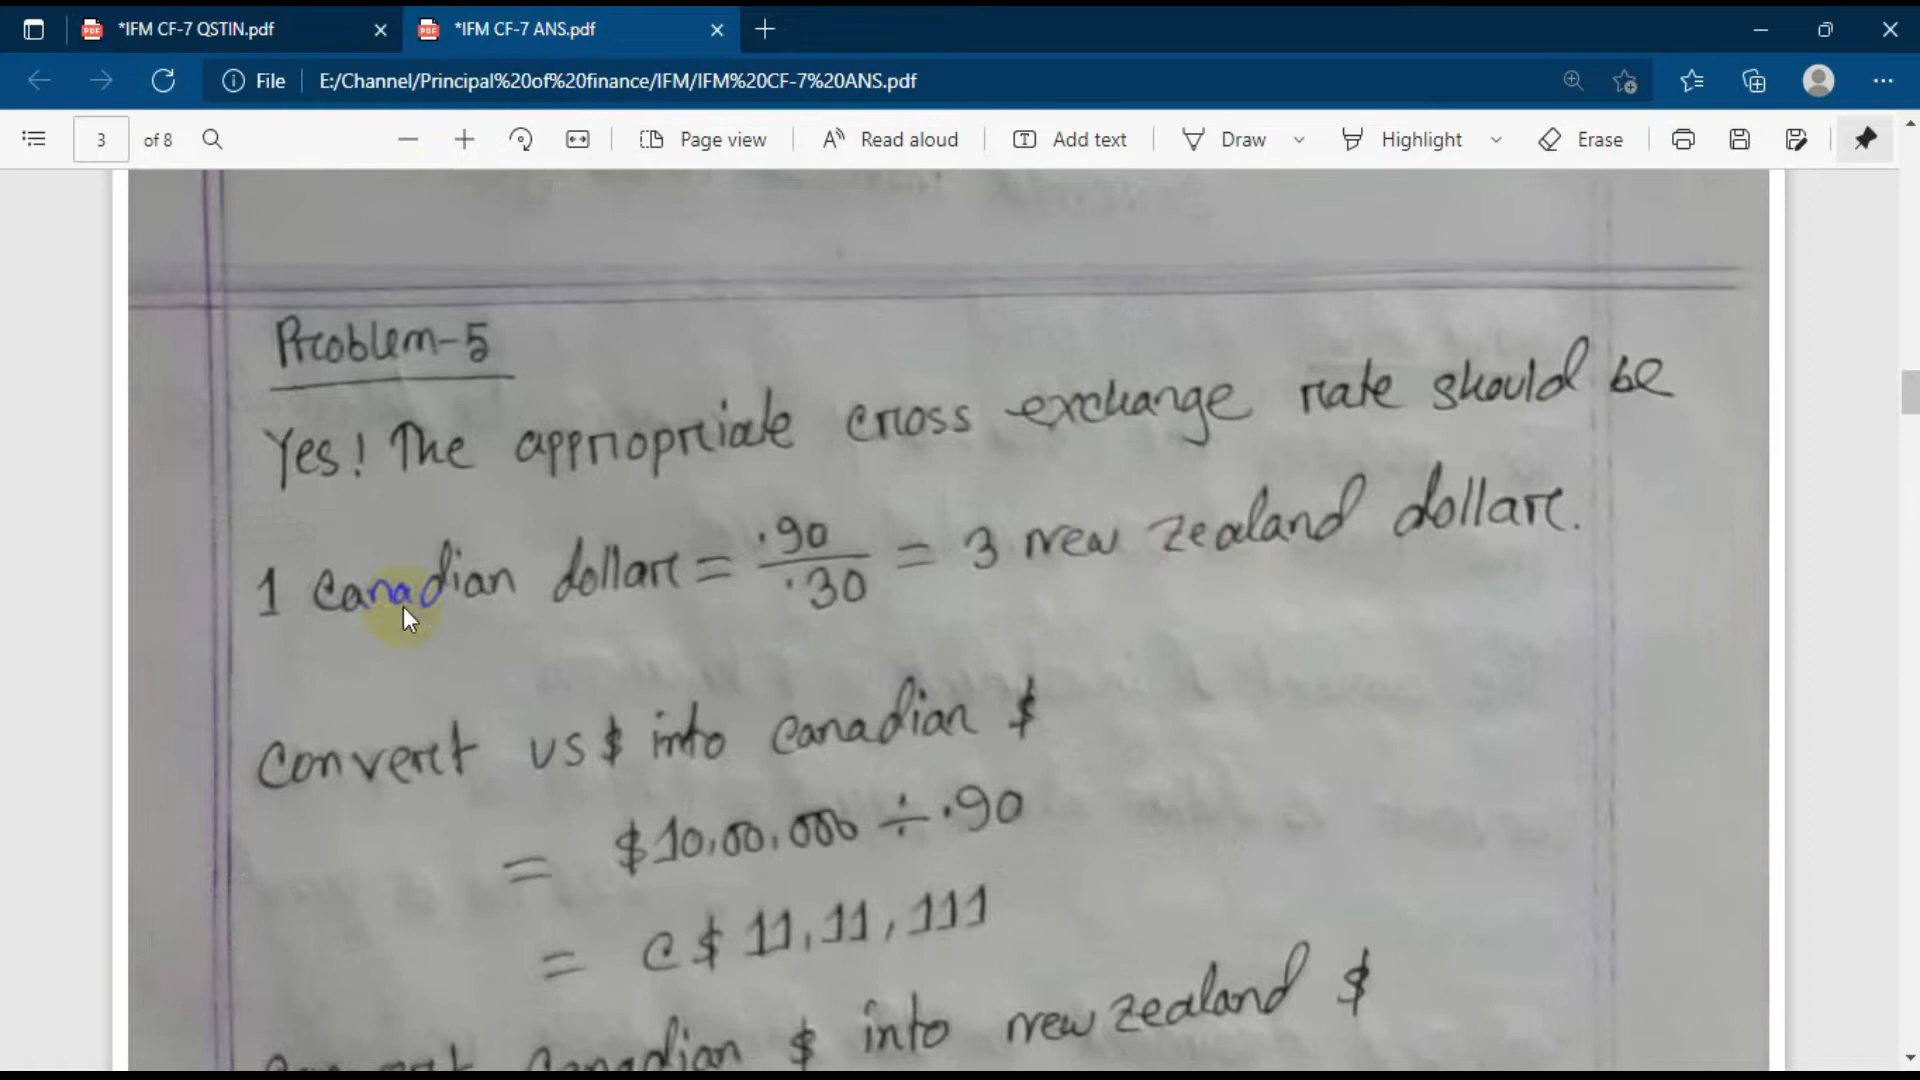 *IFM CF-7 QSTIN.pdf
*IFM CF-7 ANS.pdf
File
E:/Channel/Principal%20of%20finance/IFM/IFM%20CF-7%20ANS.pdf
3 of 8
Page view
Read aloud
Add text
Draw
Highlight
Erase
Problem-5
Yes! The appropriate cross exchange rate should be
1 Canadian dollar = .90/.30 = 3 new zealand dollar.
Convert us$ into canadian $
= $10,00,000 ÷ .90
= c$ 11,11,111
Convert Canadian $ into new zealand $